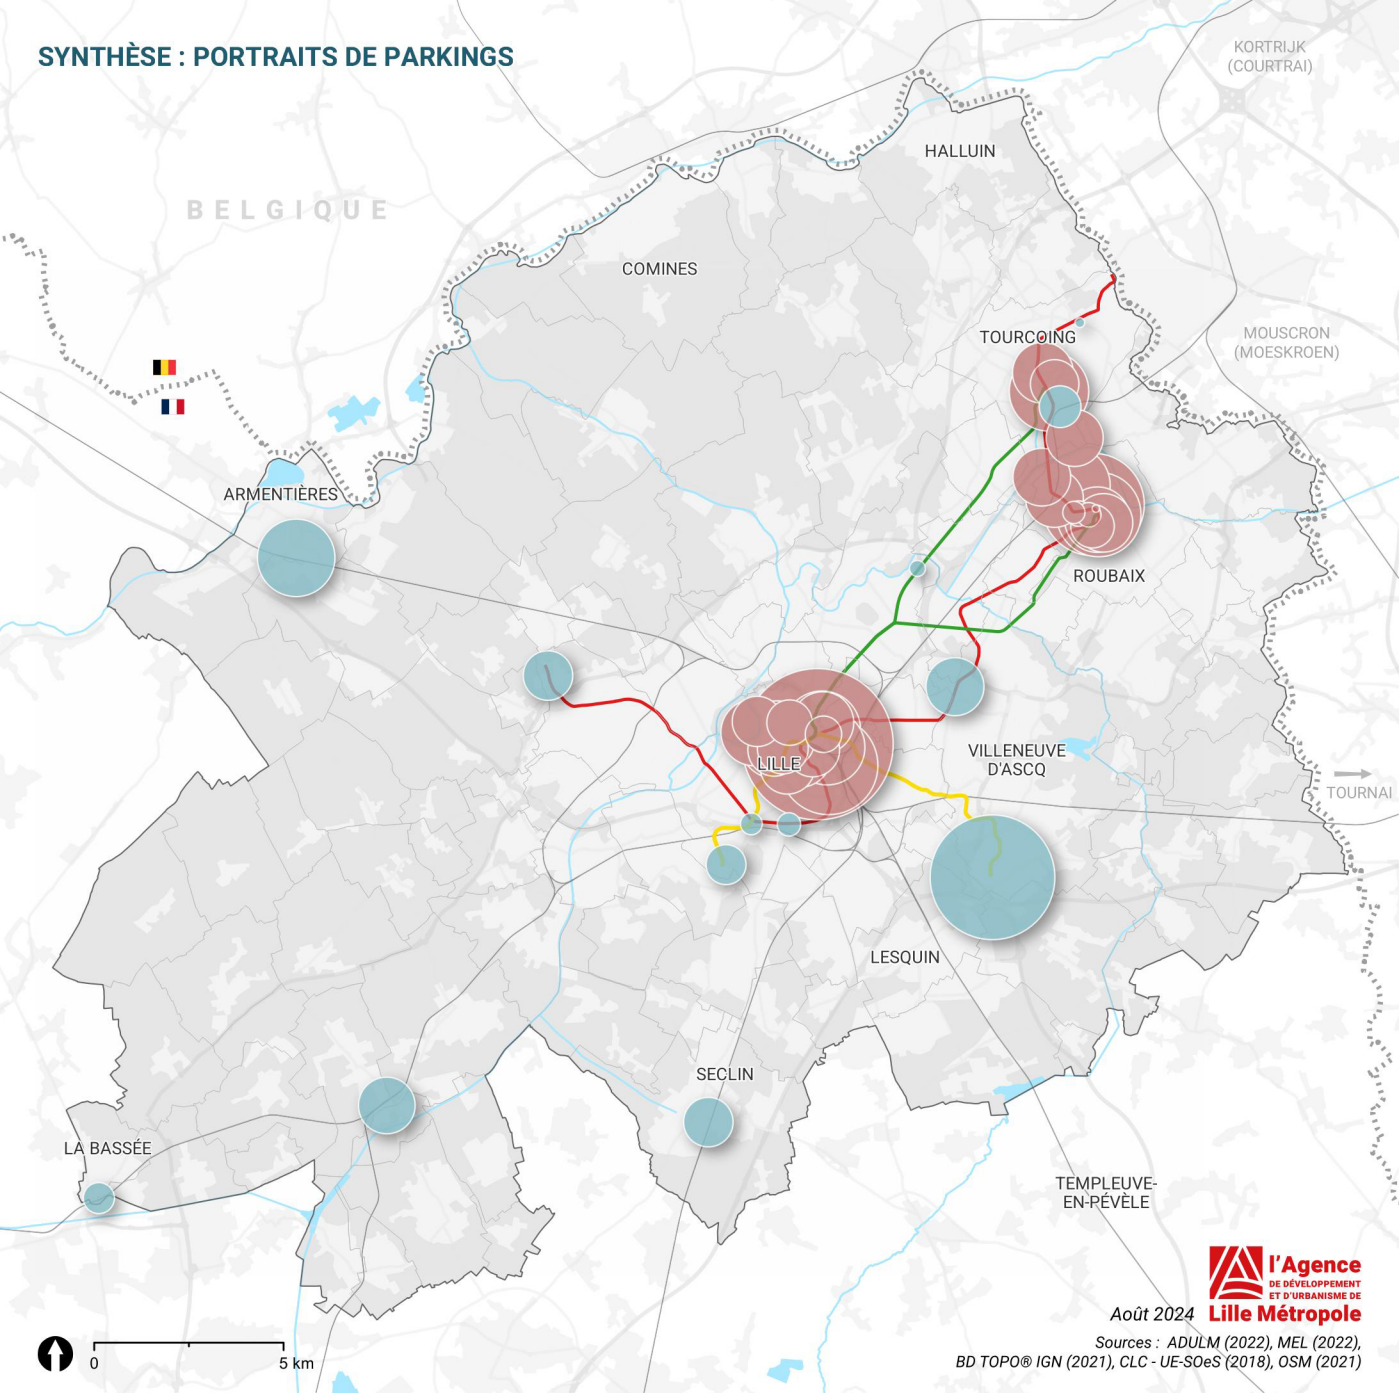 SYNTHÈSE : PORTRAITS DE PARKINGS
KORTRIJK
(COURTRAI)
HALLUIN
BELGIQUE
COMINES
TOURCOING
MOUSCRON
(MOESKROEN)
ARMENTIÈRES
ROUBAIX
VILLENEUVE
D'ASCQ
LILLE
TOURNAI
LESQUIN
SECLIN
LA BASSÉE
TEMPLEUVE-
EN-PÉVÈLE
l'Agence
DE DÉVELOPPEMENT
ET D'URBANISME DE
Lille Métropole
Août 2024
Sources : ADULM (2022), MEL (2022),
BD TOPO® IGN (2021), CLC - UE-SOeS (2018), OSM (2021)
0 5 km